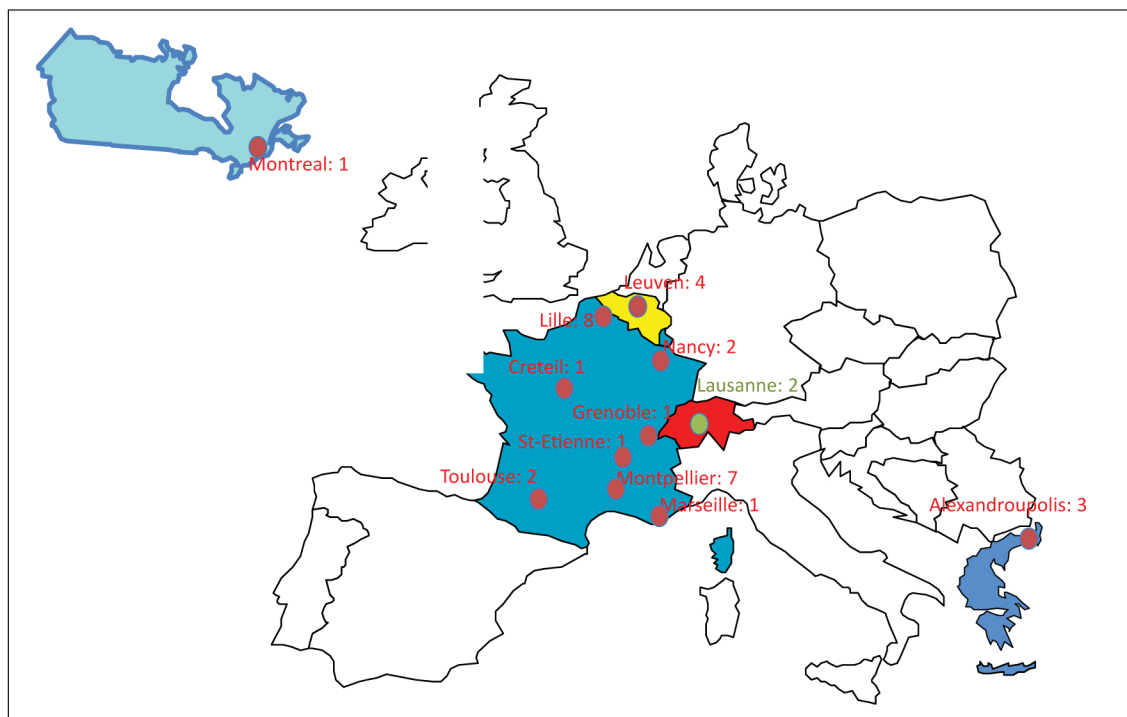 Montreal: 1
Leuven: 4
Lille: 8
Nancy: 2
Creteil: 1
Lausanne: 2
Grenoble: 1
St-Etienne: 1
Toulouse: 2
Montpellier: 7
Marseille: 1
Alexandroupolis: 3